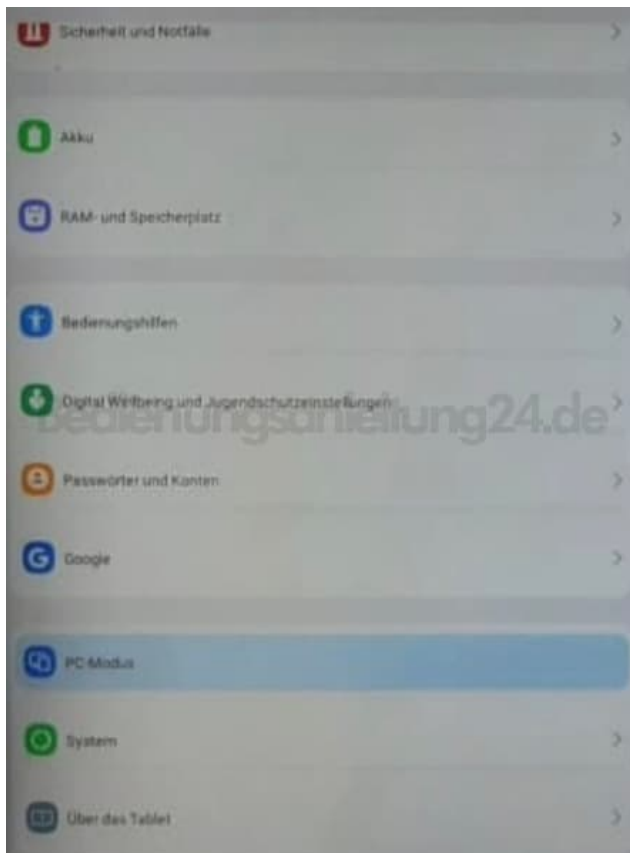 Sicherheit und Notfälle
Akku
RAM- und Speicherplatz
Bedienungshilfen
Digital Wellbeing und Jugendschutzeinstellungen
Bedienungsanleitung24.de
Passwörter und Konten
Google
PC-Modus
System
Über das Tablet